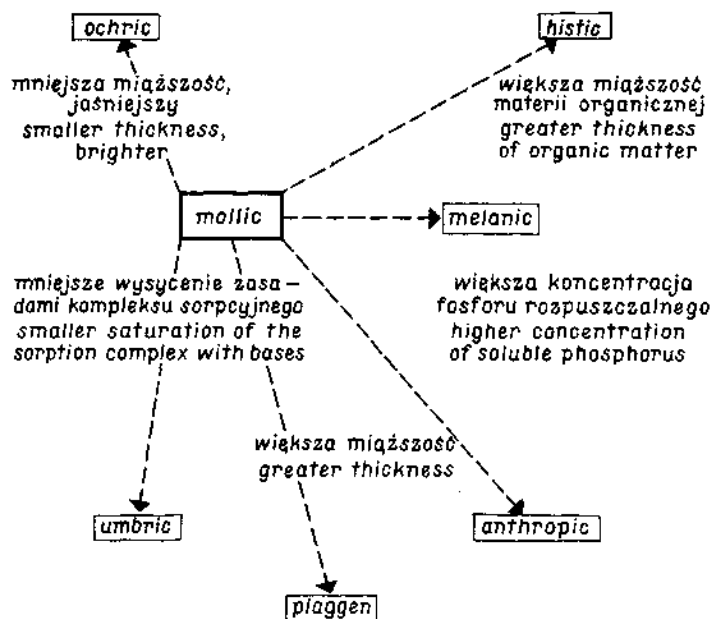 ochric
histic
mniejsza miąższość,
jaśniejszy
smaller thickness,
brighter
większa miąższość
materii organicznej
greater thickness
of organic matter
mollic
melanic
mniejsze wysycenie zasa-
dami kompleksu sorpcyjnego
smaller saturation of the
sorption complex with bases
większa koncentracja
fosforu rozpuszczalnego
higher concentration
of soluble phosphorus
większa miąższość
greater thickness
umbric
anthropic
plaggen